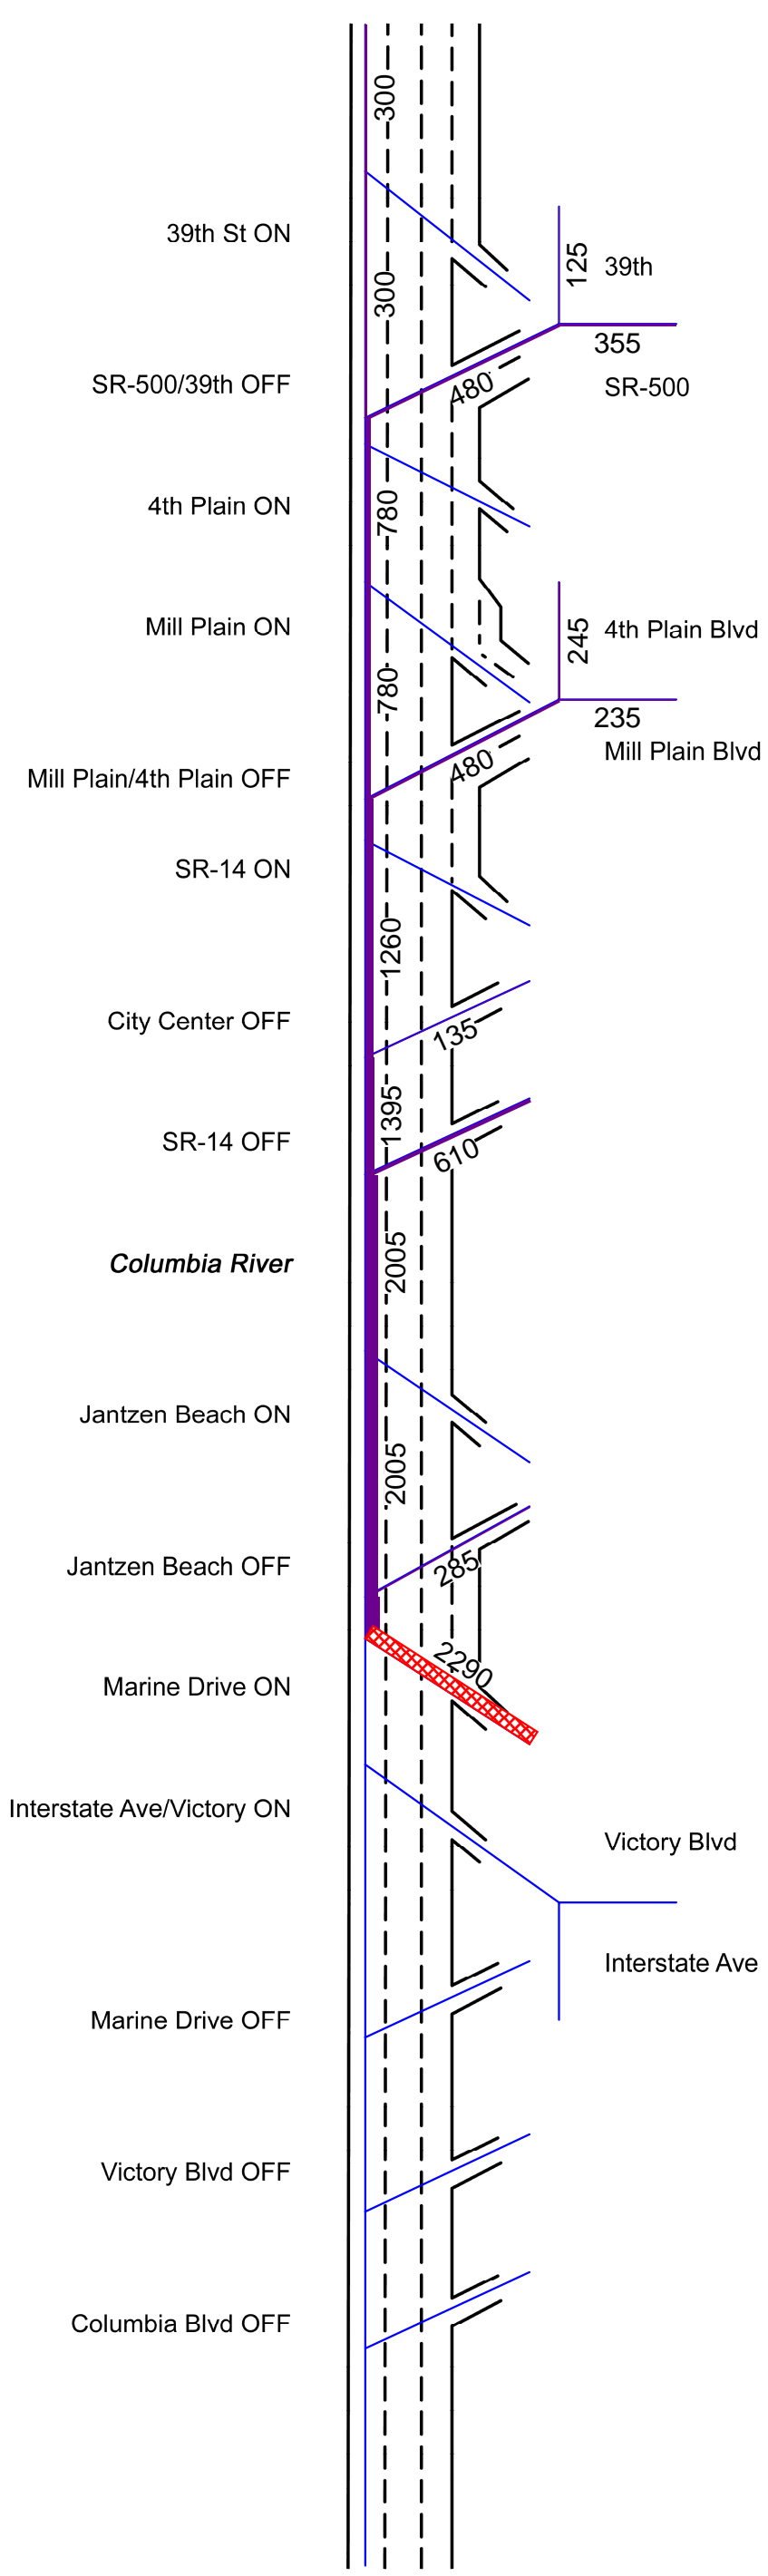 300
39th St ON
125
39th
300
355
SR-500/39th OFF
480
SR-500
4th Plain ON
780
Mill Plain ON
245
4th Plain Blvd
780
235
Mill Plain/4th Plain OFF
480
Mill Plain Blvd
SR-14 ON
1260
City Center OFF
135
1395
SR-14 OFF
610
Columbia River
2005
Jantzen Beach ON
2005
Jantzen Beach OFF
285
2290
Marine Drive ON
Interstate Ave/Victory ON
Victory Blvd
Interstate Ave
Marine Drive OFF
Victory Blvd OFF
Columbia Blvd OFF